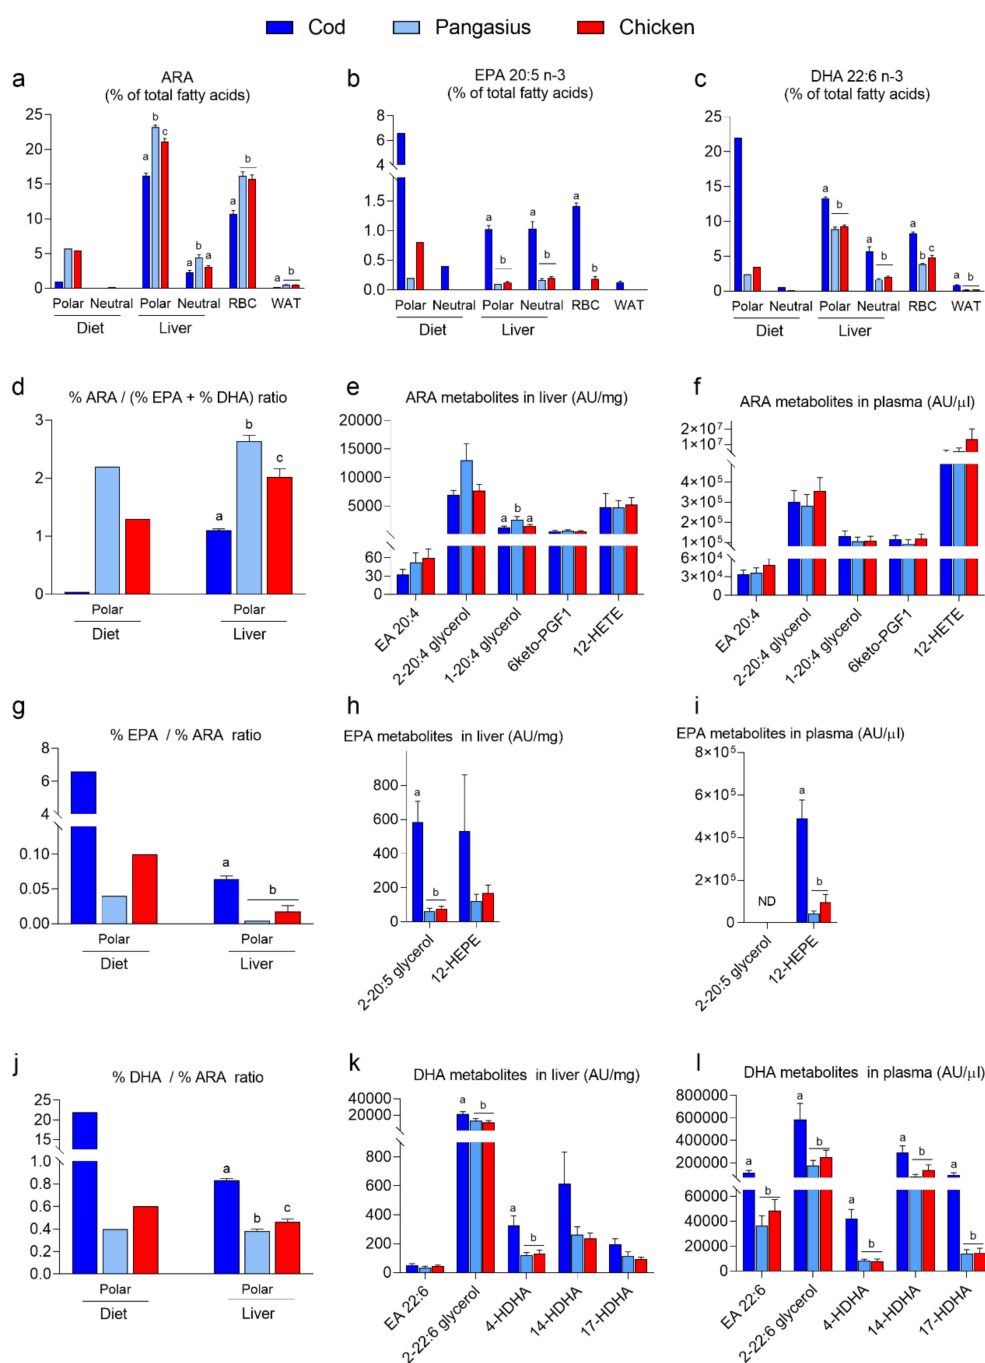 Cod Pangasius Chicken
a
ARA
(% of total fatty acids)
25
20
15
10
5
0
a b c
a b a
a b
a b
Polar Neutral Polar Neutral RBC WAT
Diet Liver
b
EPA 20:5 n-3
(% of total fatty acids)
8
6
4
1.5
1.0
0.5
0.0
a b
a b
a b
Polar Neutral Polar Neutral RBC WAT
Diet Liver
c
DHA 22:6 n-3
(% of total fatty acids)
25
20
15
10
5
0
a b
a b
a b c
a b
Polar Neutral Polar Neutral RBC WAT
Diet Liver
d
% ARA / (% EPA + % DHA) ratio
3
2
1
0
a b c
Polar Polar
Diet Liver
e
ARA metabolites in liver (AU/mg)
20000
15000
10000
5000
60
30
0
a b a
EA 20:4
2-20:4 glycerol
1-20:4 glycerol
6keto-PGF1
12-HETE
f
ARA metabolites in plasma (AU/µl)
2×10⁷
1×10⁷
3×10⁵
2×10⁵
1×10⁵
6×10⁴
3×10⁴
0
EA 20:4
2-20:4 glycerol
1-20:4 glycerol
6keto-PGF1
12-HETE
g
% EPA / % ARA ratio
8
6
4
0.10
0.05
0.00
a b
Polar Polar
Diet Liver
h
EPA metabolites in liver (AU/mg)
800
600
400
200
0
a b
2-20:5 glycerol
12-HEPE
i
EPA metabolites in plasma (AU/µl)
8×10⁵
6×10⁵
4×10⁵
2×10⁵
0
ND
a b
2-20:5 glycerol
12-HEPE
j
% DHA / % ARA ratio
25
20
15
10
1.0
0.8
0.6
0.4
0.2
0.0
a b c
Polar Polar
Diet Liver
k
DHA metabolites in liver (AU/mg)
40000
20000
800
600
400
200
0
a b
a b
EA 22:6
2-22:6 glycerol
4-HDHA
14-HDHA
17-HDHA
l
DHA metabolites in plasma (AU/µl)
800000
600000
400000
200000
60000
40000
20000
0
a b
a b
a b
a b
a b
EA 22:6
2-22:6 glycerol
4-HDHA
14-HDHA
17-HDHA